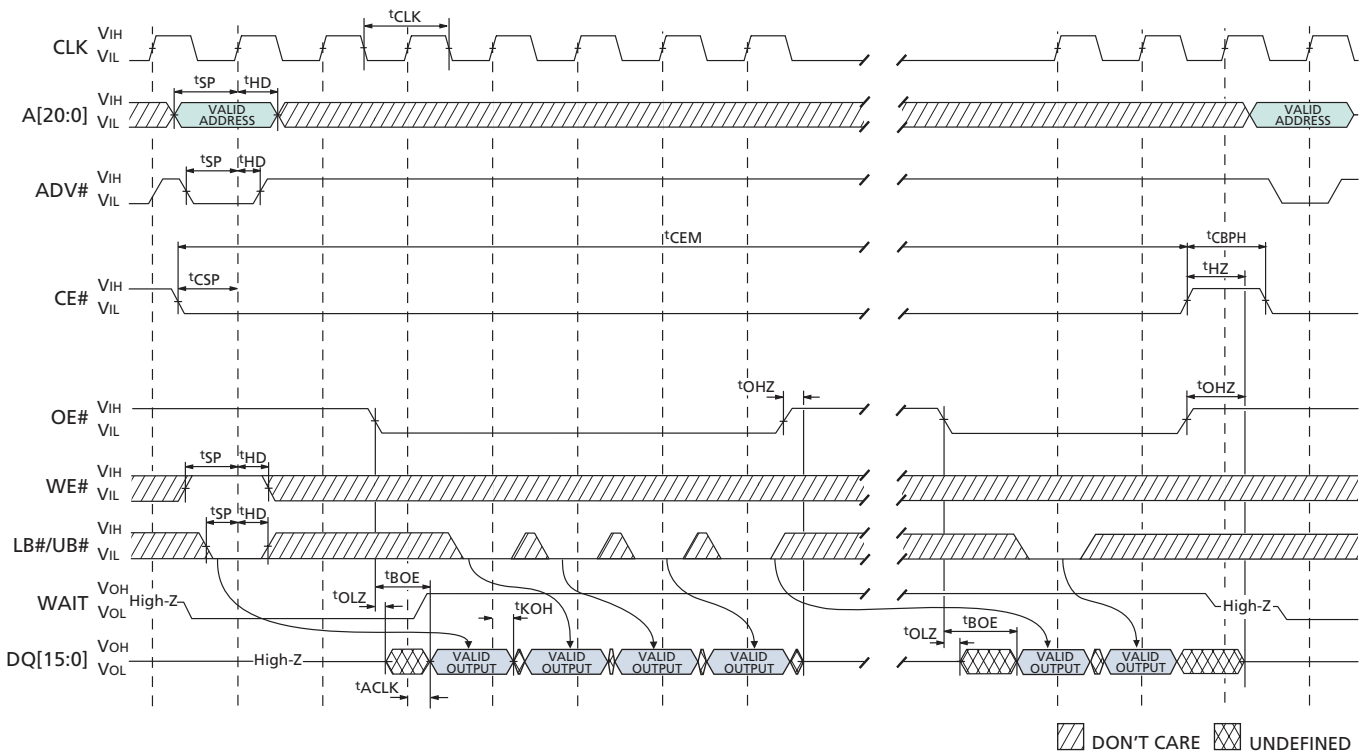 tCLK
CLK VIH
VIL
tSP tHD
A[20:0] VIH
VIL
VALID ADDRESS
VALID ADDRESS
tSP tHD
ADV# VIH
VIL
tCEM
tCBPH
tCSP
tHZ
CE# VIH
VIL
tOHZ
tOHZ
OE# VIH
VIL
tSP tHD
WE# VIH
VIL
tSP tHD
LB#/UB# VIH
VIL
tBOE
tOLZ
WAIT VOH
VOL
High-Z
High-Z
tKOH
tBOE
tOLZ
DQ[15:0] VOH
VOL
High-Z
VALID OUTPUT
VALID OUTPUT
VALID OUTPUT
VALID OUTPUT
VALID OUTPUT
VALID OUTPUT
tACLK
DON'T CARE UNDEFINED